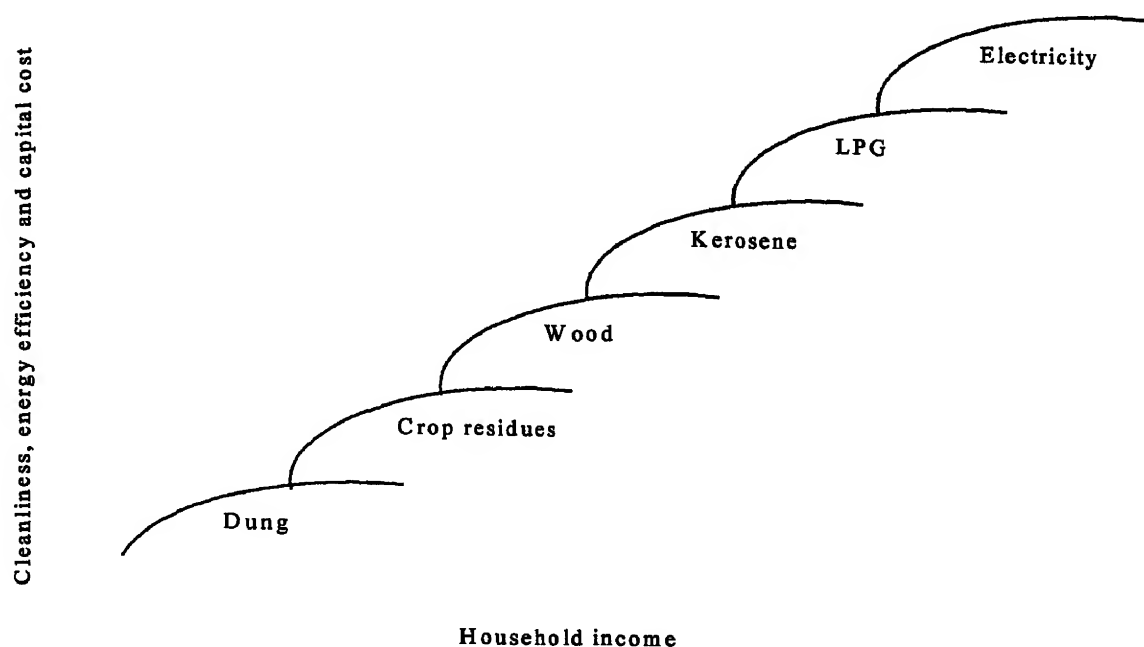 Cleanliness, energy efficiency and capital cost
Electricity
LPG
Kerosene
Wood
Crop residues
Dung
Household income